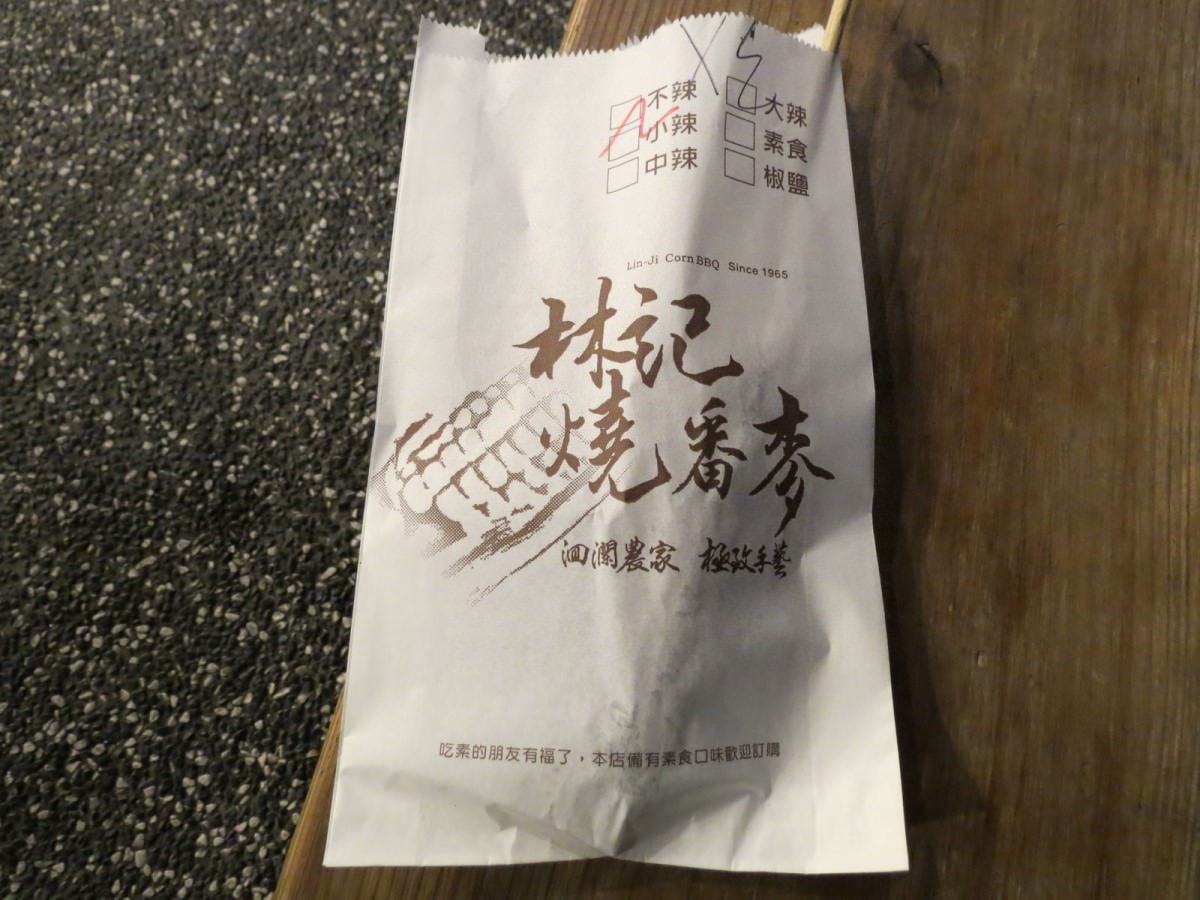 不辣
小辣
中辣
大辣
素食
椒鹽
Lin-Ji Corn BBQ Since 1965
林記
燒番麥
洄瀾農家 極致手藝
吃素的朋友有福了，本店備有素食口味歡迎訂購